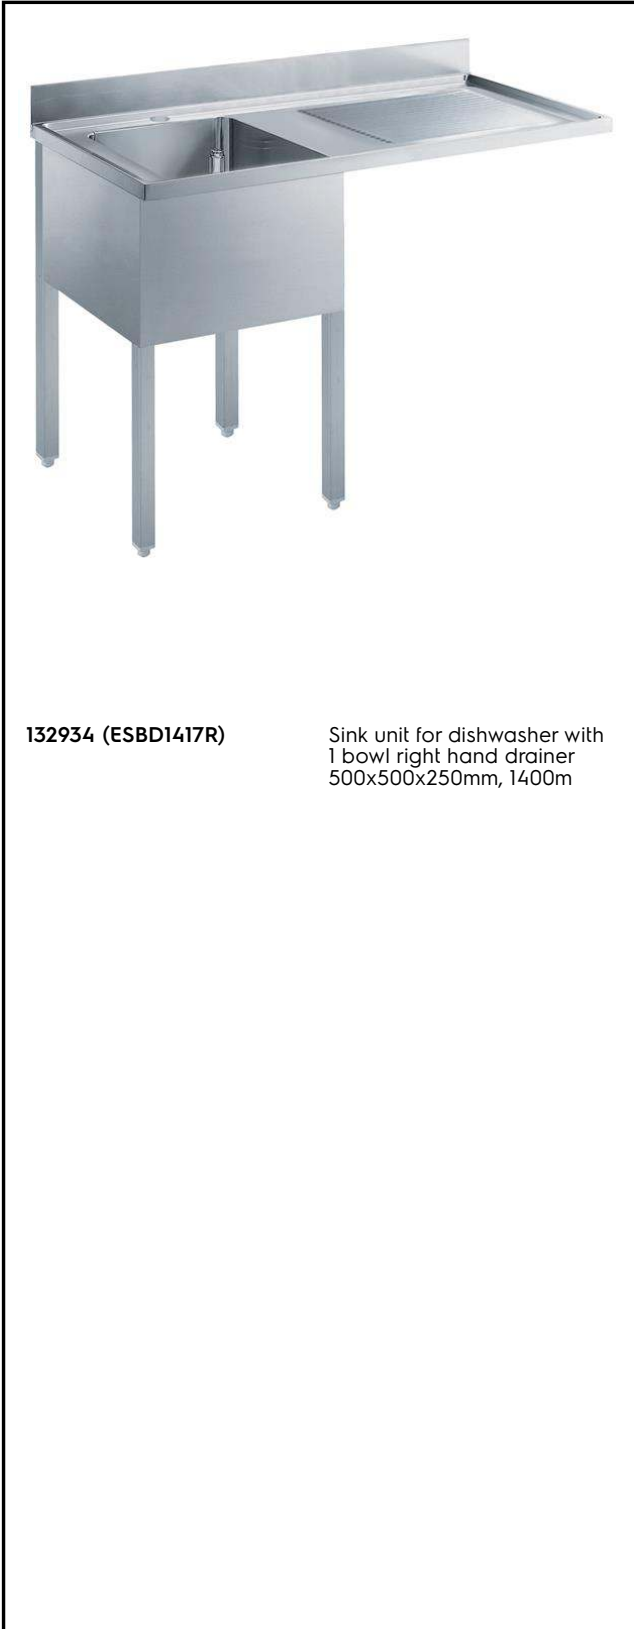 132934 (ESBD1417R)
Sink unit for dishwasher with
1 bowl right hand drainer
500x500x250mm, 1400m